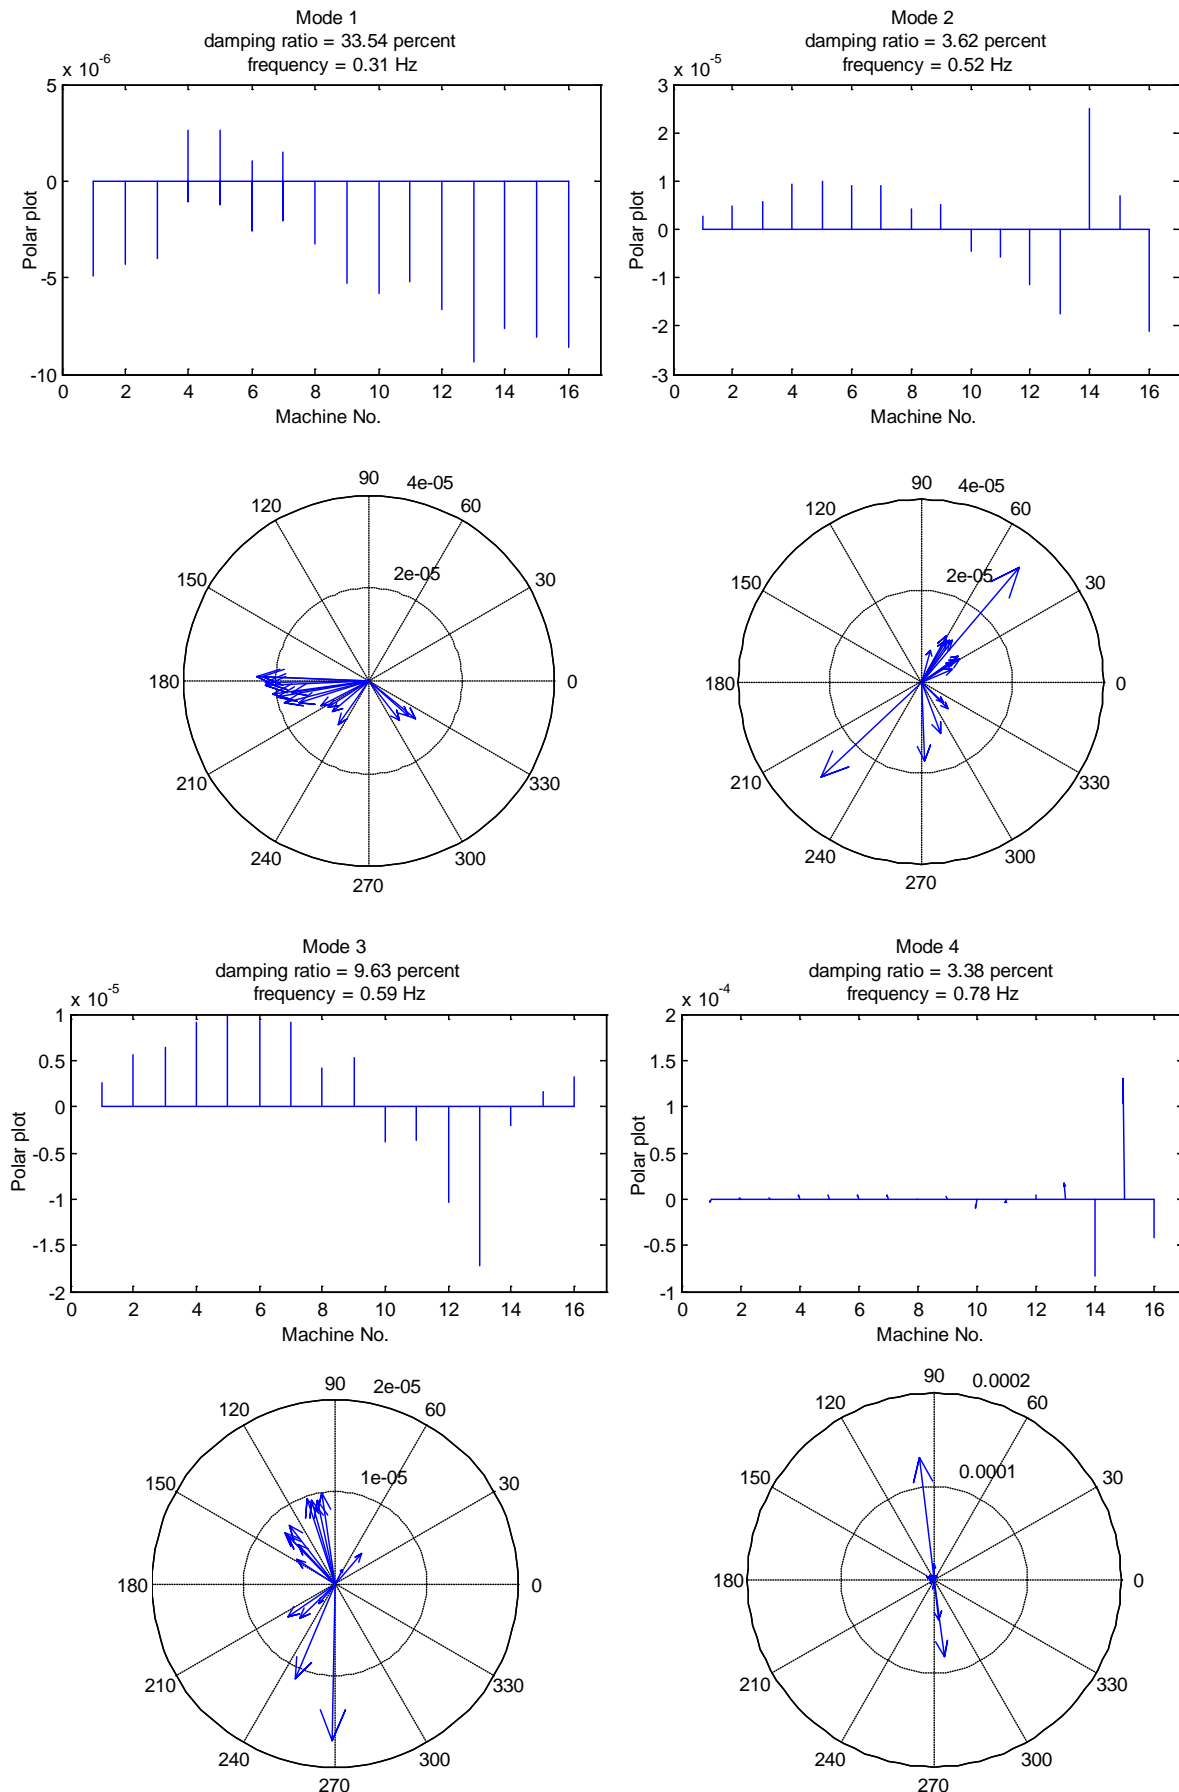 Mode 1
damping ratio = 33.54 percent
frequency = 0.31 Hz
x 10^-6
5
0
-5
-10
Polar plot
0 2 4 6 8 10 12 14 16
Machine No.
Mode 2
damping ratio = 3.62 percent
frequency = 0.52 Hz
x 10^-5
3
2
1
0
-1
-2
-3
Polar plot
0 2 4 6 8 10 12 14 16
Machine No.
90 4e-05
120 60
2e-05
150 30
180 0
210 330
240 300
270
90 4e-05
120 60
2e-05
150 30
180 0
210 330
240 300
270
Mode 3
damping ratio = 9.63 percent
frequency = 0.59 Hz
x 10^-5
1
0.5
0
-0.5
-1
-1.5
-2
Polar plot
0 2 4 6 8 10 12 14 16
Machine No.
Mode 4
damping ratio = 3.38 percent
frequency = 0.78 Hz
x 10^-4
2
1.5
1
0.5
0
-0.5
-1
Polar plot
0 2 4 6 8 10 12 14 16
Machine No.
90 2e-05
120 60
1e-05
150 30
180 0
210 330
240 300
270
90 0.0002
120 60
0.0001
150 30
180 0
210 330
240 300
270